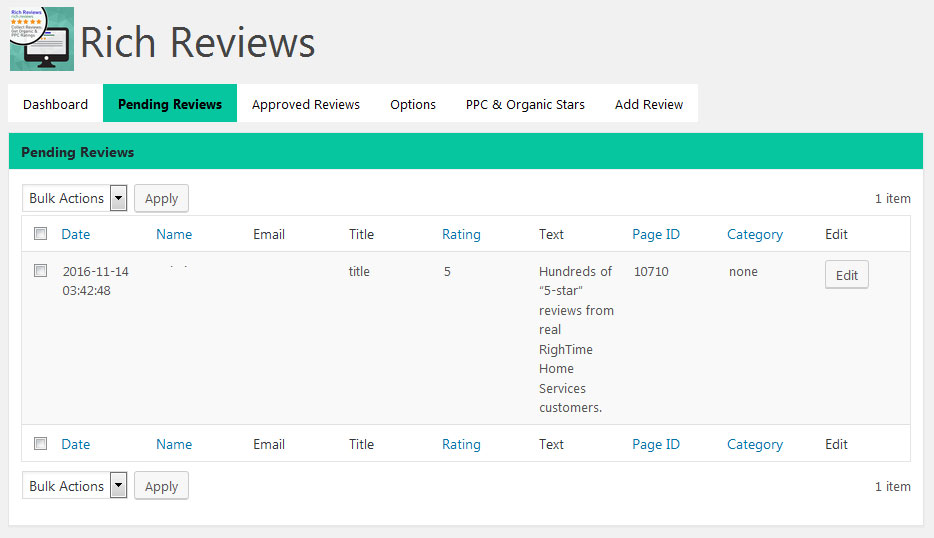 Rich Reviews
rich reviews
Collect Reviews,
Get Organic &
PPC Ratings
Rich Reviews
Dashboard Pending Reviews Approved Reviews Options PPC & Organic Stars Add Review
Pending Reviews
Bulk Actions Apply 1 item
Date Name Email Title Rating Text Page ID Category Edit
2016-11-14 title 5 Hundreds of 10710 none Edit
03:42:48 “5-star”
reviews from
real
RighTime
Home
Services
customers.
Date Name Email Title Rating Text Page ID Category Edit
Bulk Actions Apply 1 item